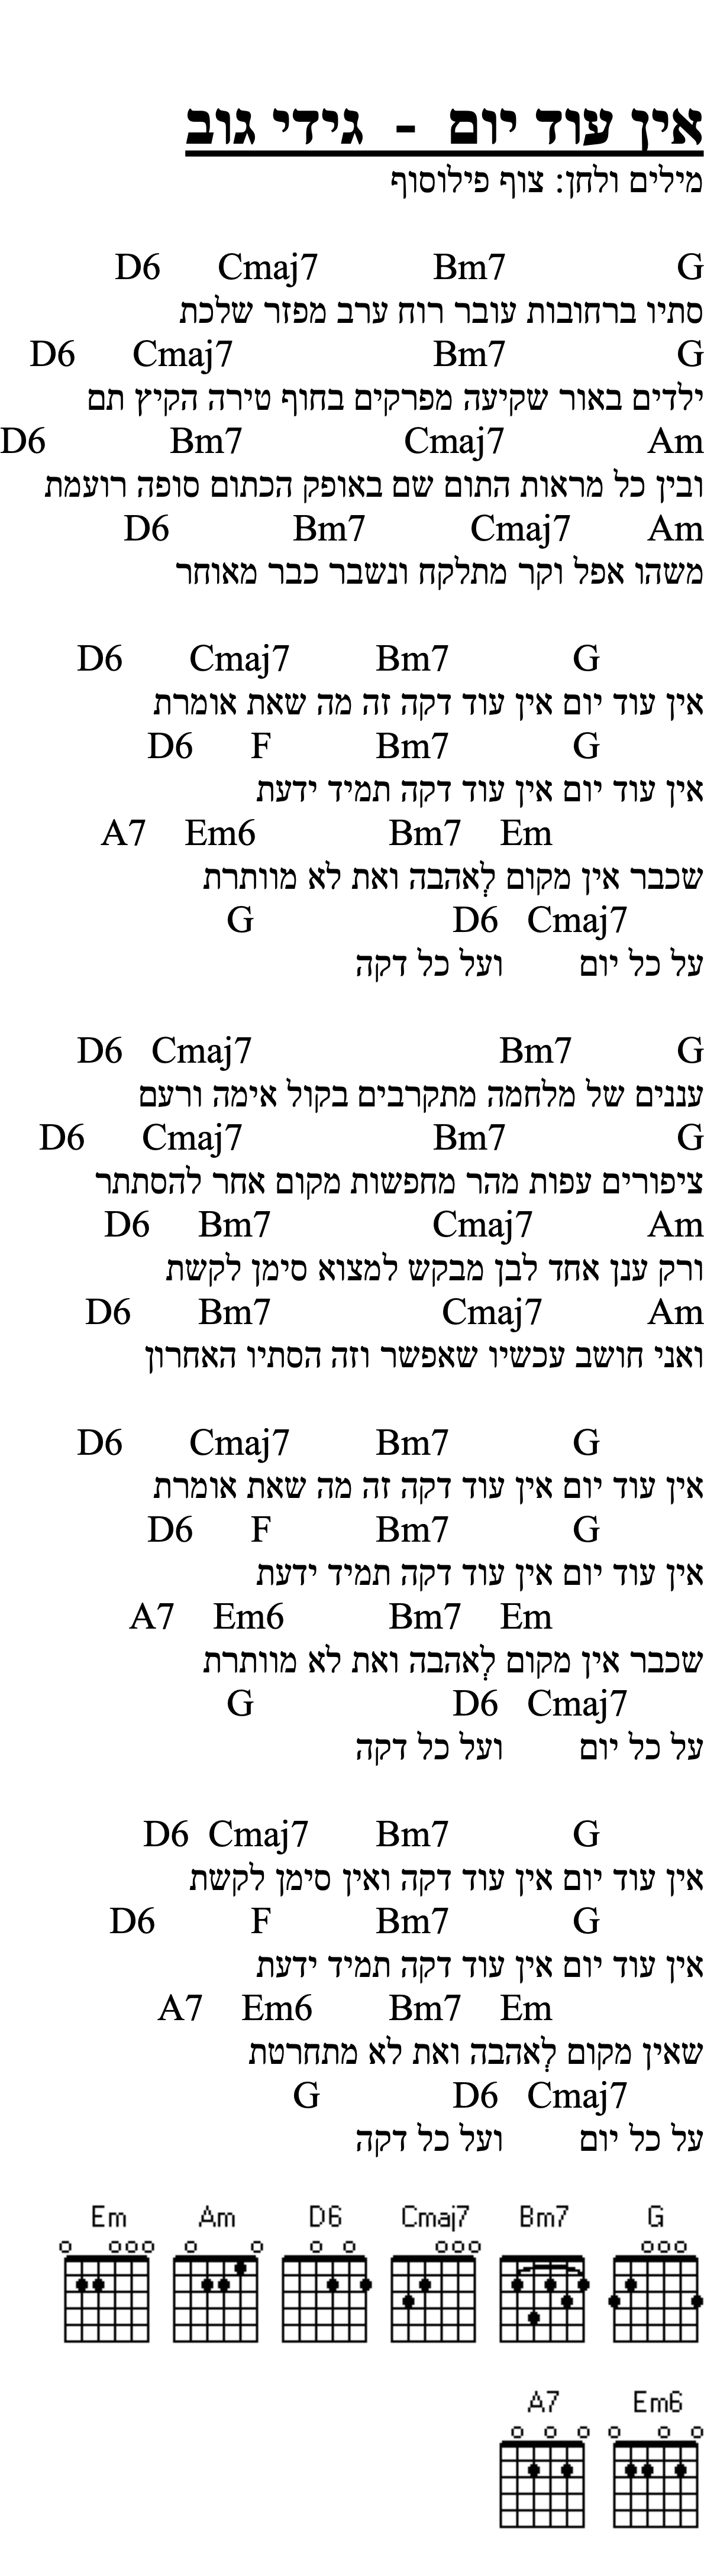 אין עוד יום - גידי גוב
מילים ולחן: צוף פילוסוף
G Bm7 Cmaj7 D6
סתיו ברחובות עובר רוח ערב מפזר שלכת
G Bm7 Cmaj7 D6
ילדים באור שקיעה מפרקים בחוף טירה הקיץ תם
Am Cmaj7 Bm7 D6
ובין כל מראות התום שם באופק הכתום סופה רועמת
Am Cmaj7 Bm7 D6
משהו אפל וקר מתלקח ונשבר כבר מאוחר
G Bm7 Cmaj7 D6
אין עוד יום אין עוד דקה זה מה שאת אומרת
G Bm7 F D6
אין עוד יום אין עוד דקה תמיד ידעת
Em Bm7 Em6 A7
שכבר אין מקום לְאהבה ואת לא מוותרת
Cmaj7 D6 G
על כל יום ועל כל דקה
G Bm7 Cmaj7 D6
עננים של מלחמה מתקרבים בקול אימה ורעם
G Bm7 Cmaj7 D6
ציפורים עפות מהר מחפשות מקום אחר להסתתר
Am Cmaj7 Bm7 D6
ורק ענן אחד לבן מבקש למצוא סימן לקשת
Am Cmaj7 Bm7 D6
ואני חושב עכשיו שאפשר וזה הסתיו האחרון
G Bm7 Cmaj7 D6
אין עוד יום אין עוד דקה זה מה שאת אומרת
G Bm7 F D6
אין עוד יום אין עוד דקה תמיד ידעת
Em Bm7 Em6 A7
שכבר אין מקום לְאהבה ואת לא מוותרת
Cmaj7 D6 G
על כל יום ועל כל דקה
G Bm7 Cmaj7 D6
אין עוד יום אין עוד דקה ואין סימן לקשת
G Bm7 F D6
אין עוד יום אין עוד דקה תמיד ידעת
Em Bm7 Em6 A7
שאין מקום לְאהבה ואת לא מתחרטת
Cmaj7 D6 G
על כל יום ועל כל דקה
G Bm7 Cmaj7 D6 Am Em
Em6 A7